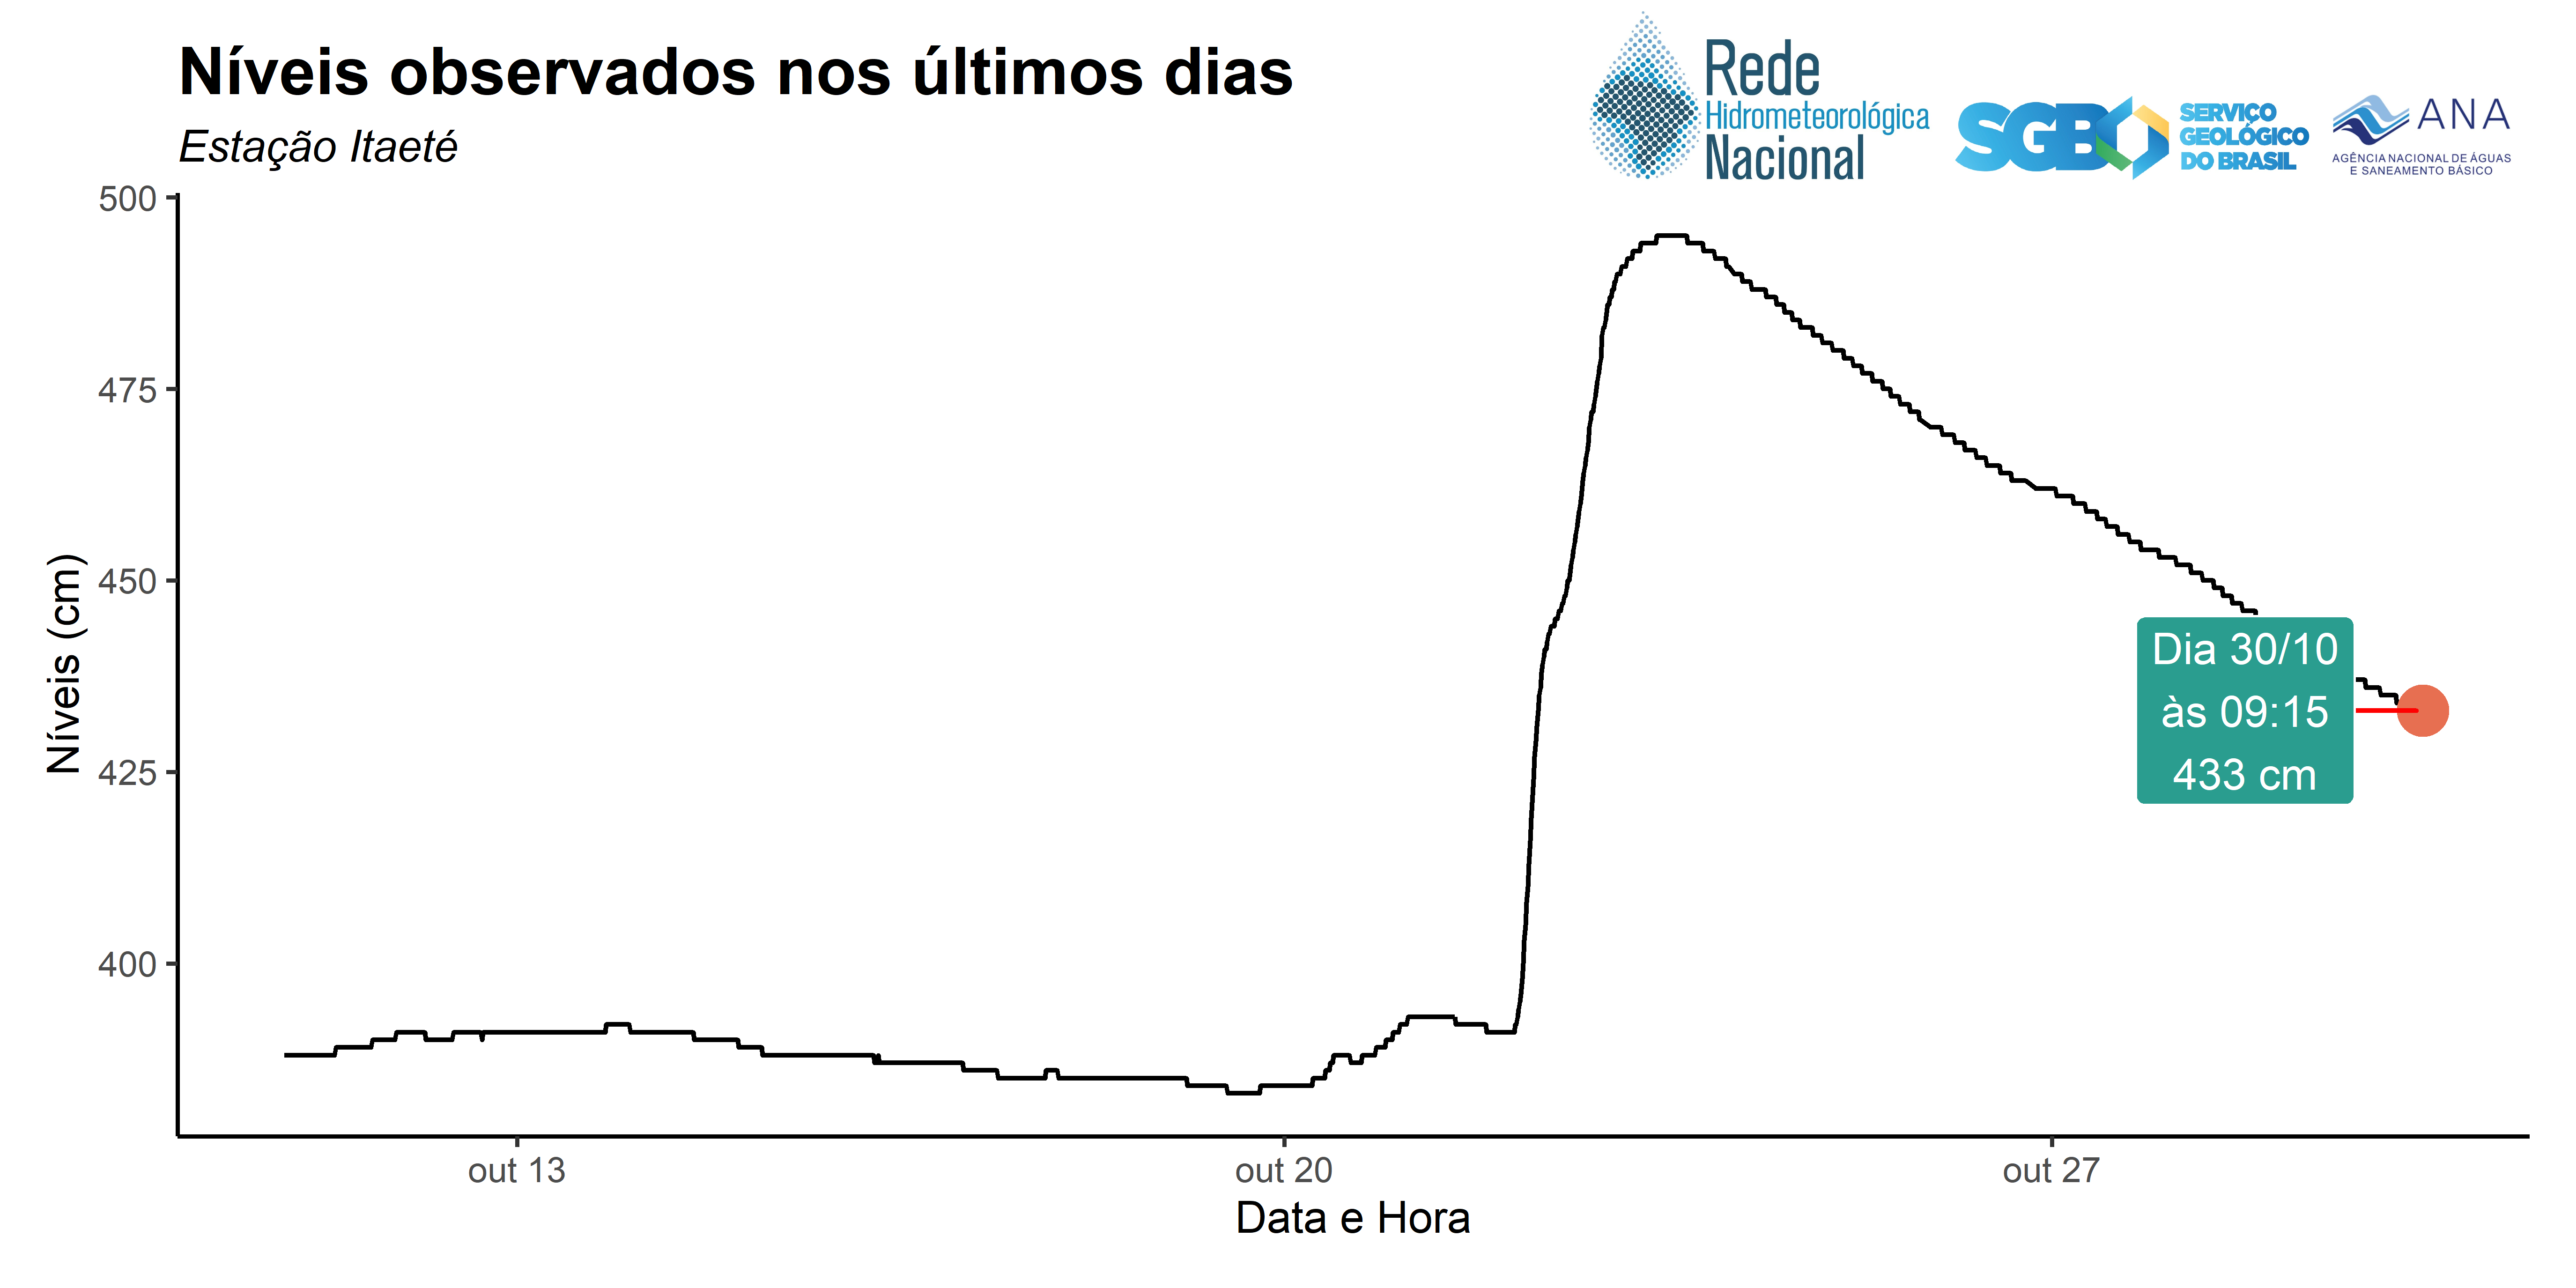 Níveis observados nos últimos dias
Estação Itaeté
Rede
Hidrometeorológica
Nacional
SGB
SERVIÇO
GEOLÓGICO
DO BRASIL
ANA
AGÊNCIA NACIONAL DE ÁGUAS
E SANEAMENTO BÁSICO
500
475
450
425
400
Níveis (cm)
Dia 30/10
às 09:15
433 cm
out 13
out 20
out 27
Data e Hora